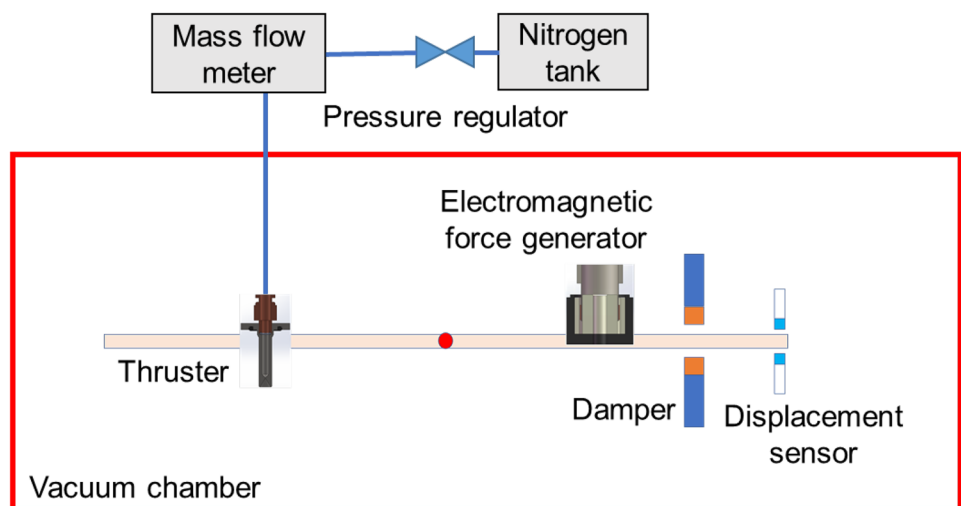 Mass flow
meter
Nitrogen
tank
Pressure regulator
Electromagnetic
force generator
Thruster
Damper
Displacement
sensor
Vacuum chamber